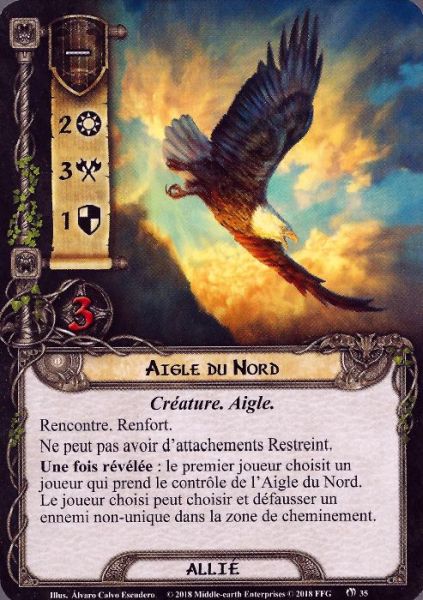 —
2
3
1
3
Aigle du Nord
Créature. Aigle.
Rencontre. Renfort.
Ne peut pas avoir d'attachements Restreint.
Une fois révélée : le premier joueur choisit un
joueur qui prend le contrôle de l'Aigle du Nord.
Le joueur choisi peut choisir et défausser un
ennemi non-unique dans la zone de cheminement.
ALLIÉ
Illus. Álvaro Calvo Escudero © 2018 Middle-earth Enterprises © 2018 FFG 35